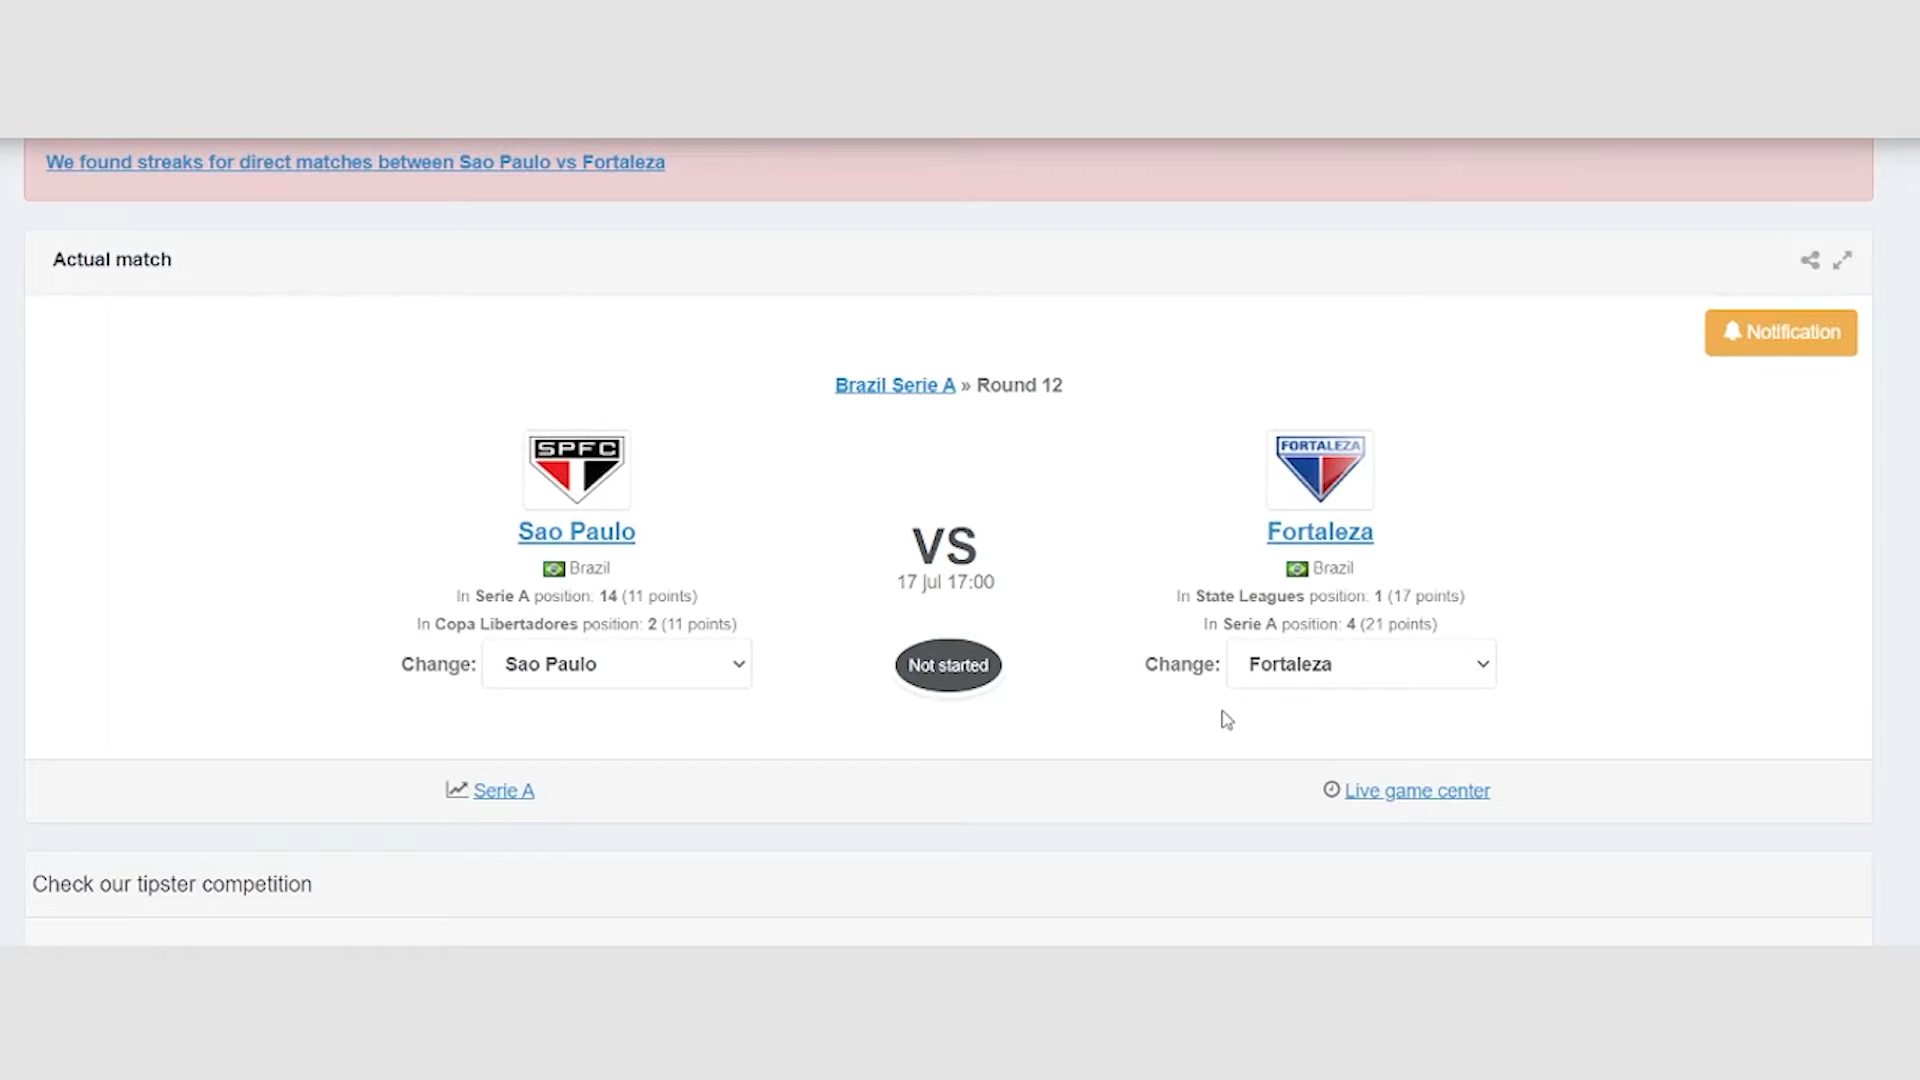 We found streaks for direct matches between Sao Paulo vs Fortaleza
Actual match
Notification
Brazil Serie A » Round 12
SPFC
FORTALEZA
Sao Paulo
VS
Fortaleza
Brazil
17 jul 17:00
Brazil
In Serie A position: 14 (11 points)
In State Leagues position: 1 (17 points)
In Copa Libertadores position: 2 (11 points)
In Serie A position: 4 (21 points)
Change: Sao Paulo
Not started
Change: Fortaleza
Serie A
Live game center
Check our tipster competition